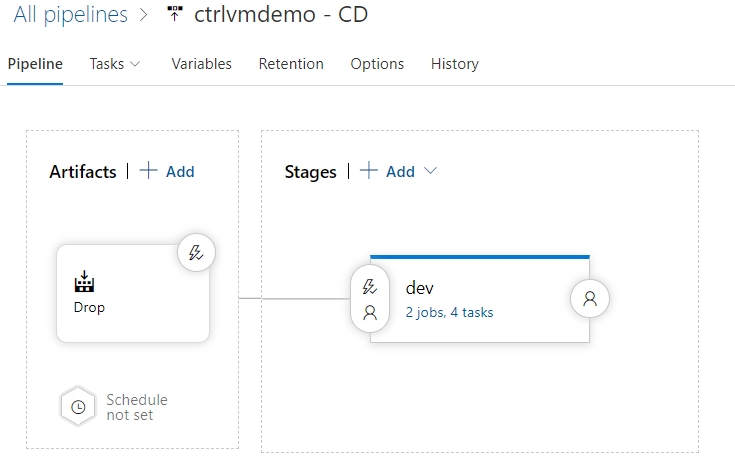 All pipelines > ctrlvmdemo - CD
Pipeline Tasks Variables Retention Options History
Artifacts | + Add
Stages | + Add
Drop
dev
2 jobs, 4 tasks
Schedule
not set